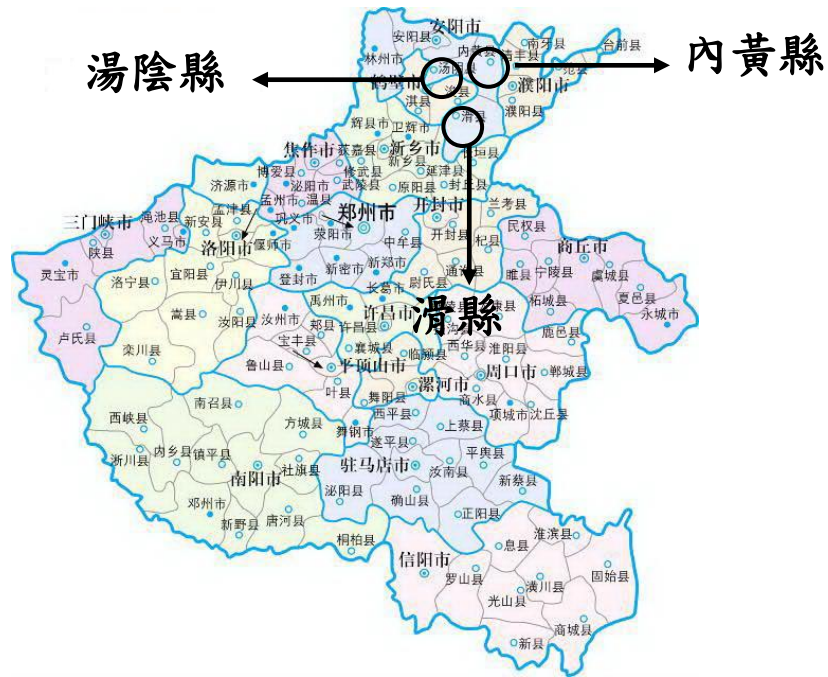 安阳市
安阳县
南牙县
台前县
内黄县
清丰县
范县
內黃縣
林州市
汤阴县
湯陰縣
鹤壁市
濮阳市
浚县
淇县
濮阳县
滑县
辉县市
卫辉市
焦作市
获嘉县
新乡市
长垣县
博爱县
修武县
新乡县
延津县
济源市
沁阳市
武陵县
原阳县
封丘县
孟州市
温县
兰考县
三门峡市
渑池县
新安县
孟津县
巩义市
郑州市
开封市
民权县
义马市
洛阳市
偃师市
荥阳市
中牟县
开封县
杞县
商丘市
陕县
灵宝市
洛宁县
宜阳县
伊川县
登封市
新密市
新郑市
尉氏县
通许县
睢县
宁陵县
虞城县
长葛市
柘城县
夏邑县
嵩县
汝阳县
汝州市
禹州市
许昌市
滑縣
永城市
卢氏县
郏县
许昌县
鹿邑县
栾川县
宝丰县
襄城县
临颍县
西华县
淮阳县
鲁山县
平顶山市
周口市
郸城县
叶县
漯河市
舞阳县
商水县
南召县
西平县
项城市
沈丘县
西峡县
方城县
舞钢市
上蔡县
遂平县
内乡县
镇平县
平舆县
淅川县
社旗县
驻马店市
汝南县
南阳市
新蔡县
泌阳县
确山县
邓州市
唐河县
正阳县
新野县
淮滨县
桐柏县
息县
信阳市
罗山县
潢川县
固始县
光山县
商城县
新县